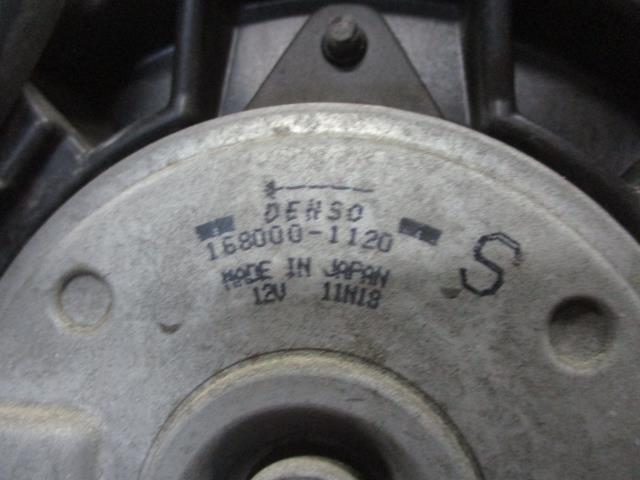 DENSO
168000-1120
MADE IN JAPAN
12V 11N18
S